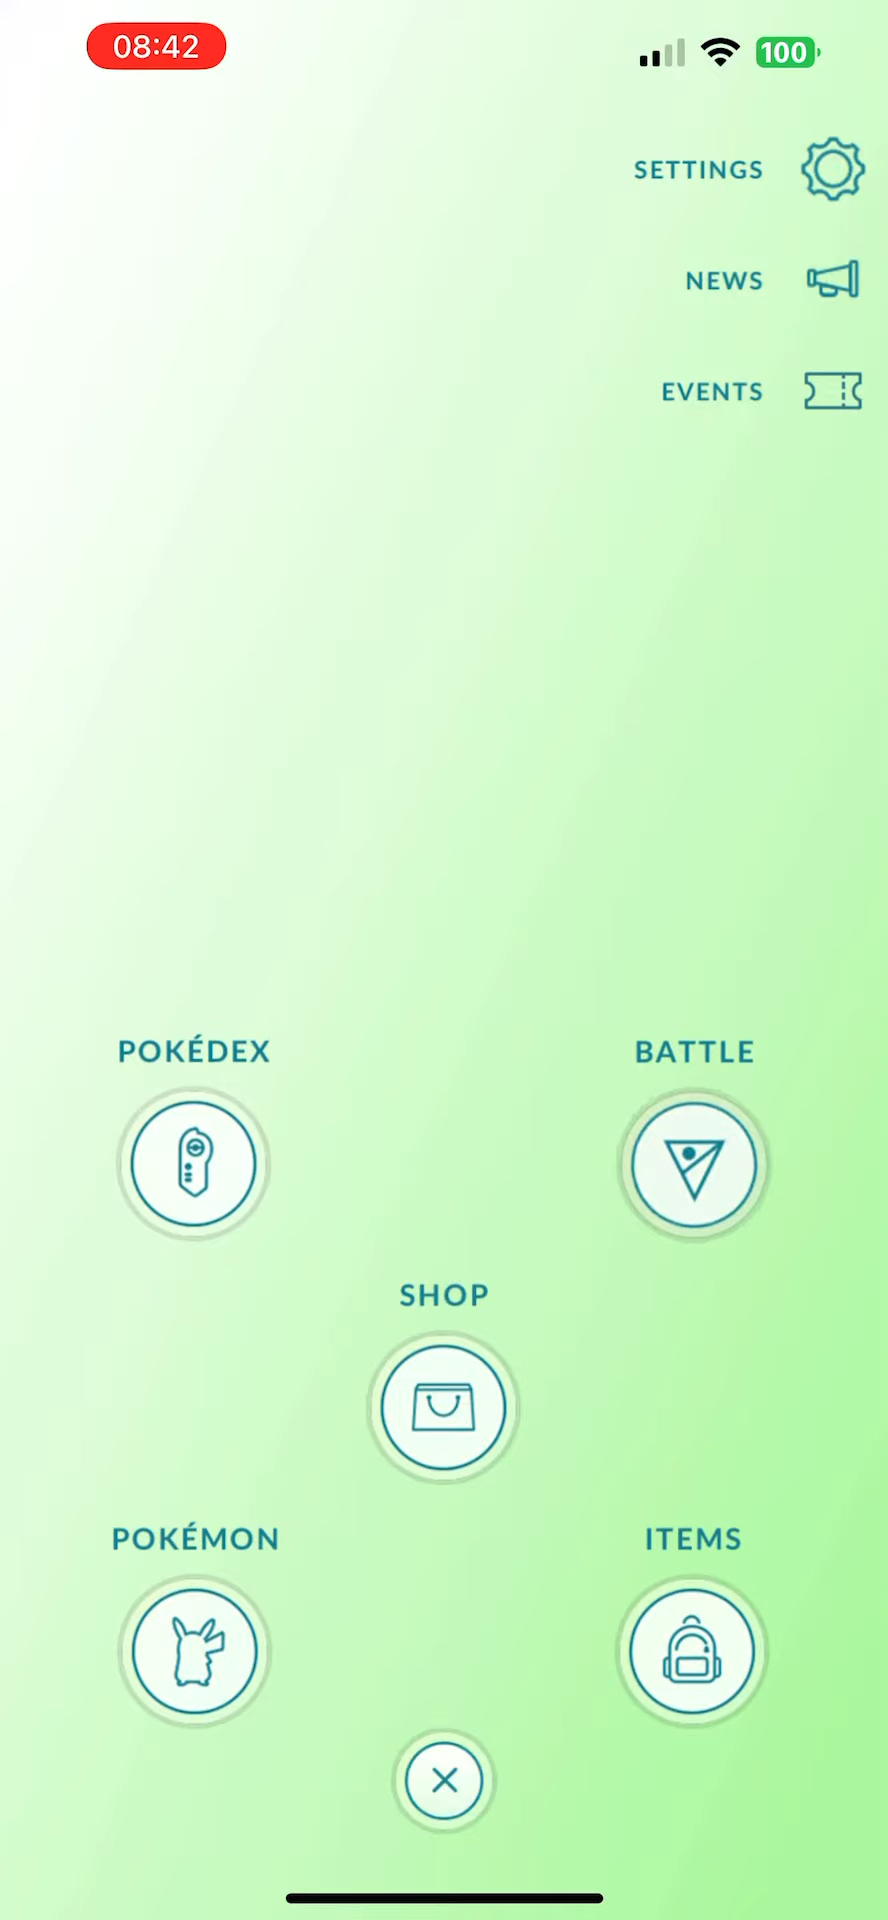 08:42
100
SETTINGS
NEWS
EVENTS
POKÉDEX
BATTLE
SHOP
POKÉMON
ITEMS